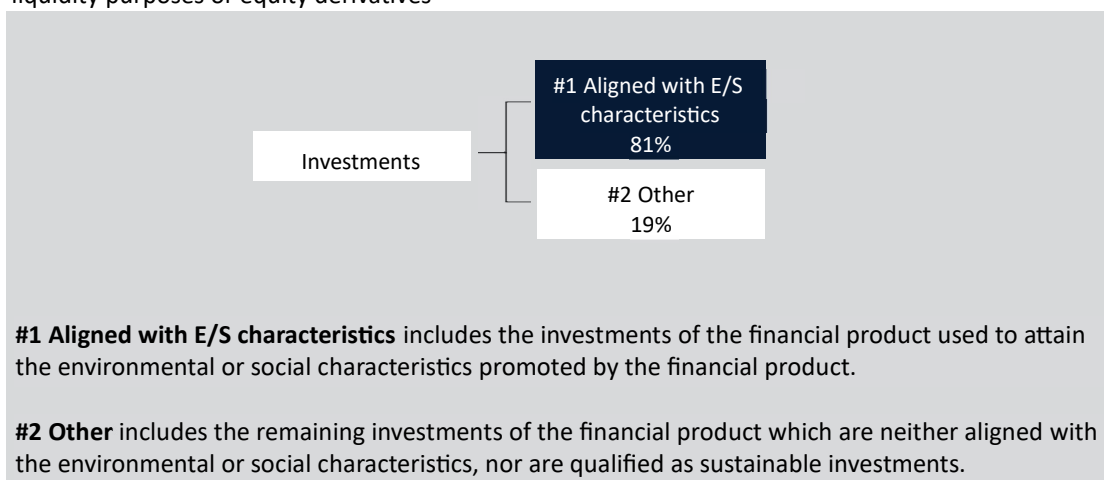 liquidity purposes or equity derivatives
#1 Aligned with E/S
characteristics
81%
Investments
#2 Other
19%
#1 Aligned with E/S characteristics includes the investments of the financial product used to attain
the environmental or social characteristics promoted by the financial product.
#2 Other includes the remaining investments of the financial product which are neither aligned with
the environmental or social characteristics, nor are qualified as sustainable investments.